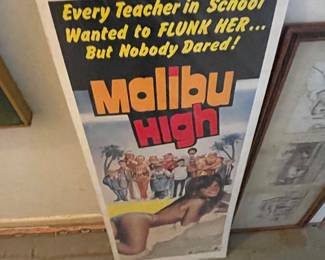 Every Teacher in School
Wanted to FLUNK HER...
But Nobody Dared!
Malibu
High